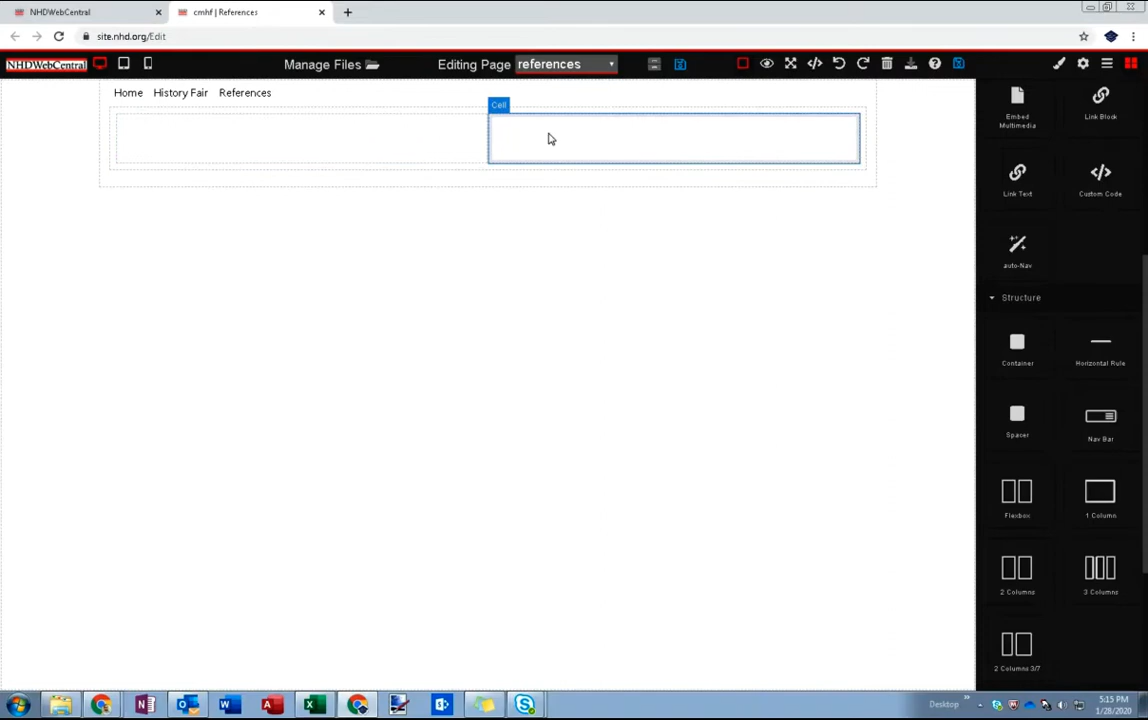 NHDWebCentral
cmhf | References
site.nhd.org/Edit
NHDWebCentral
Manage Files
Editing Page
references
Home
History Fair
References
Cell
Embed
Multimedia
Link Block
Link Text
Custom Code
auto-Nav
Structure
Container
Horizontal Rule
Spacer
Nav Bar
Flexbox
1 Column
2 Columns
3 Columns
2 Columns 3/7
Desktop
5:15 PM
1/28/2020